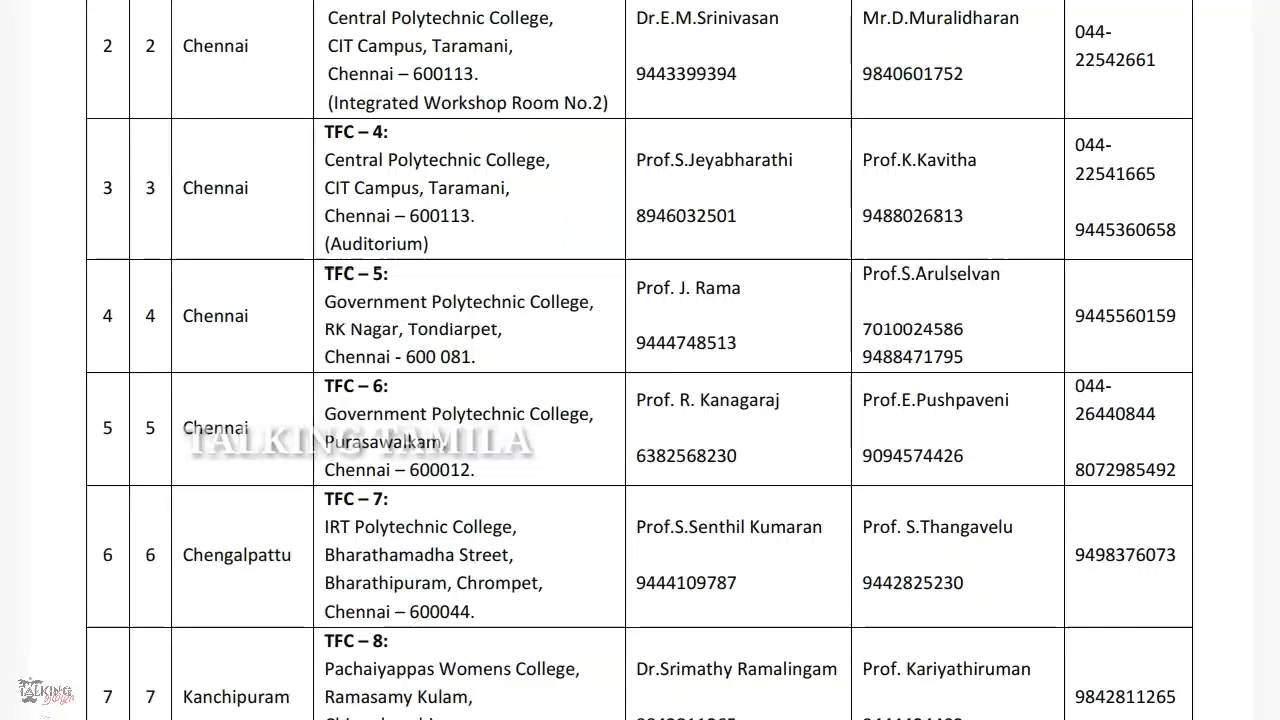 2 2 Chennai
Central Polytechnic College,
CIT Campus, Taramani,
Chennai – 600113.
(Integrated Workshop Room No.2)
Dr.E.M.Srinivasan
9443399394
Mr.D.Muralidharan
9840601752
044-
22542661
3 3 Chennai
TFC – 4:
Central Polytechnic College,
CIT Campus, Taramani,
Chennai – 600113.
(Auditorium)
Prof.S.Jeyabharathi
8946032501
Prof.K.Kavitha
9488026813
044-
22541665
9445360658
4 4 Chennai
TFC – 5:
Government Polytechnic College,
RK Nagar, Tondiarpet,
Chennai - 600 081.
Prof. J. Rama
9444748513
Prof.S.Arulselvan
7010024586
9488471795
9445560159
5 5 Chennai
TFC – 6:
Government Polytechnic College,
Purasawalkam,
Chennai – 600012.
Prof. R. Kanagaraj
6382568230
Prof.E.Pushpaveni
9094574426
044-
26440844
8072985492
TALKING TAMILA
6 6 Chengalpattu
TFC – 7:
IRT Polytechnic College,
Bharathamadha Street,
Bharathipuram, Chrompet,
Chennai – 600044.
Prof.S.Senthil Kumaran
9444109787
Prof. S.Thangavelu
9442825230
9498376073
7 7 Kanchipuram
TFC – 8:
Pachaiyappas Womens College,
Ramasamy Kulam,
Dr.Srimathy Ramalingam
Prof. Kariyathiruman
9842811265
TALKING